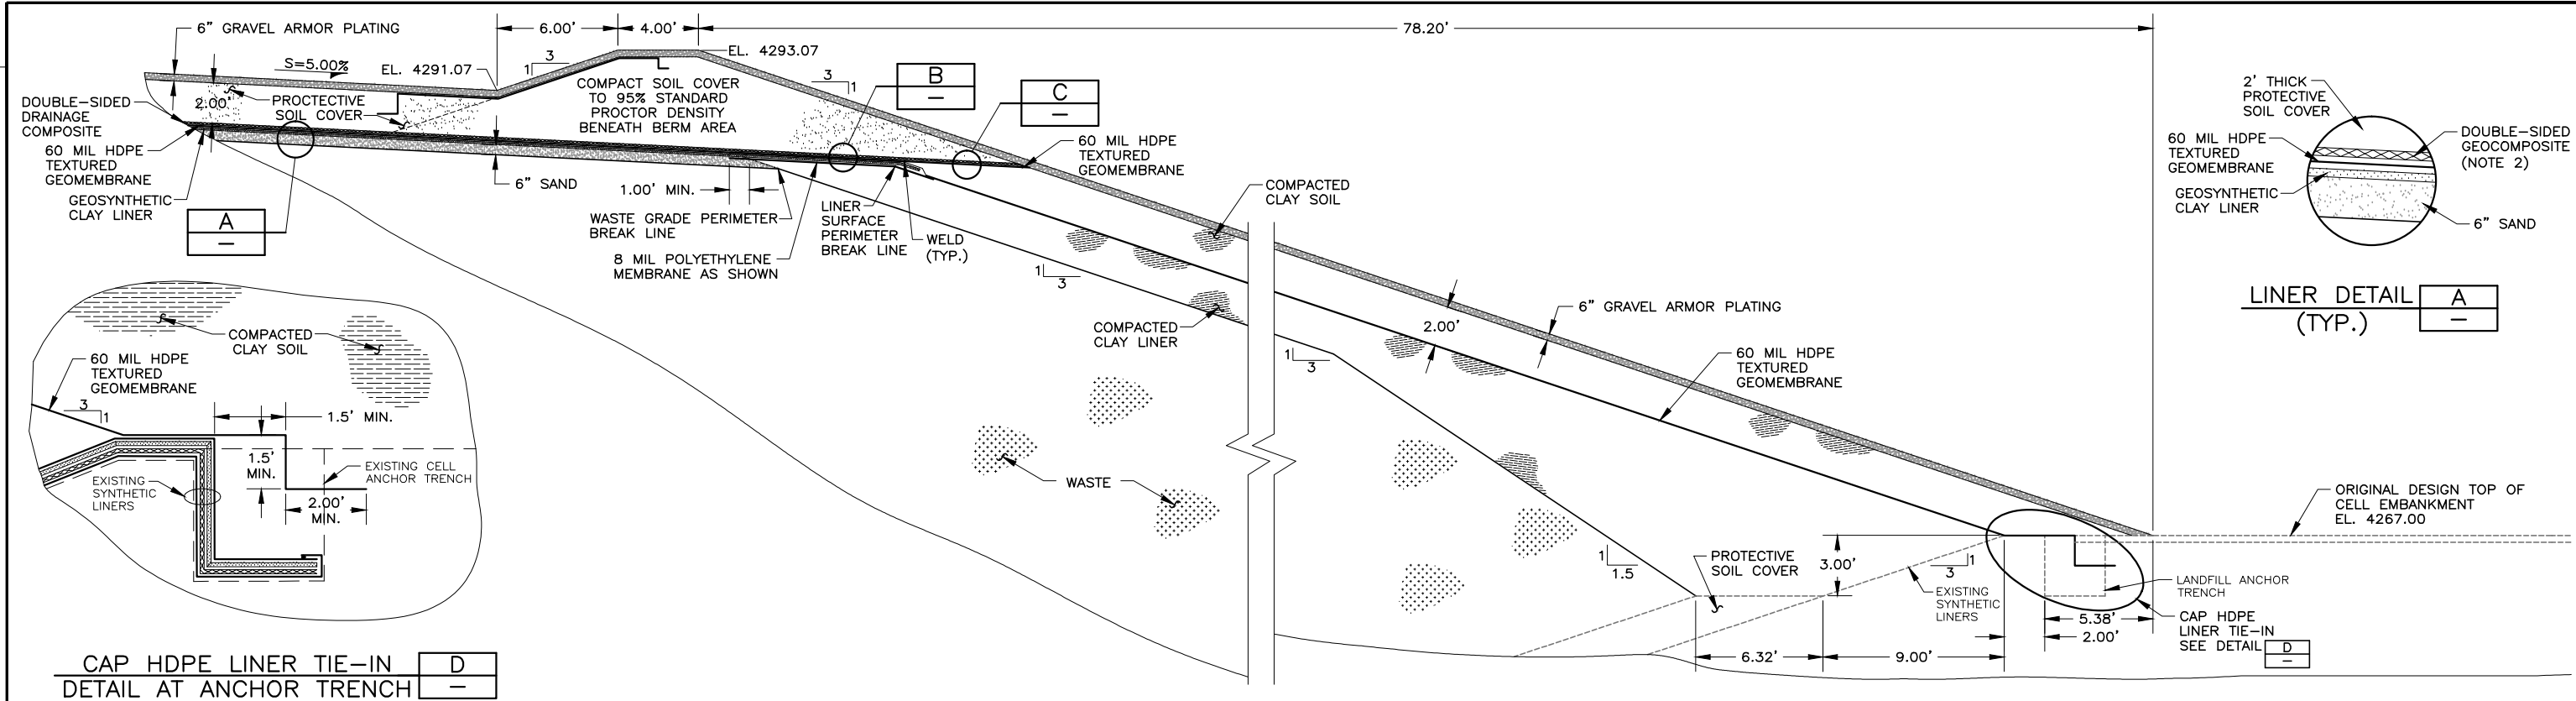 6" GRAVEL ARMOR PLATING
S=5.00%
EL. 4291.07
6.00'
4.00'
78.20'
EL. 4293.07
3
1
3
1
DOUBLE-SIDED
DRAINAGE
COMPOSITE
2.00'
PROCTECTIVE
SOIL COVER
COMPACT SOIL COVER
TO 95% STANDARD
PROCTOR DENSITY
BENEATH BERM AREA
B
–
C
–
60 MIL HDPE
TEXTURED
GEOMEMBRANE
60 MIL HDPE
TEXTURED
GEOMEMBRANE
GEOSYNTHETIC
CLAY LINER
A
–
6" SAND
1.00' MIN.
WASTE GRADE PERIMETER
BREAK LINE
8 MIL POLYETHYLENE
MEMBRANE AS SHOWN
LINER
SURFACE
PERIMETER
BREAK LINE
WELD
(TYP.)
COMPACTED
CLAY SOIL
1
3
COMPACTED
CLAY LINER
1
3
2.00'
6" GRAVEL ARMOR PLATING
60 MIL HDPE
TEXTURED
GEOMEMBRANE
WASTE
1
1.5
PROTECTIVE
SOIL COVER
3.00'
1
3
EXISTING
SYNTHETIC
LINERS
6.32'
9.00'
5.38'
2.00'
ORIGINAL DESIGN TOP OF
CELL EMBANKMENT
EL. 4267.00
LANDFILL ANCHOR
TRENCH
CAP HDPE
LINER TIE-IN
SEE DETAIL
D
–
2' THICK
PROTECTIVE
SOIL COVER
60 MIL HDPE
TEXTURED
GEOMEMBRANE
GEOSYNTHETIC
CLAY LINER
DOUBLE-SIDED
GEOCOMPOSITE
(NOTE 2)
6" SAND
LINER DETAIL
(TYP.)
A
–
COMPACTED
CLAY SOIL
60 MIL HDPE
TEXTURED
GEOMEMBRANE
3
1
1.5' MIN.
1.5'
MIN.
EXISTING CELL
ANCHOR TRENCH
EXISTING
SYNTHETIC
LINERS
2.00'
MIN.
CAP HDPE LINER TIE-IN
DETAIL AT ANCHOR TRENCH
D
–